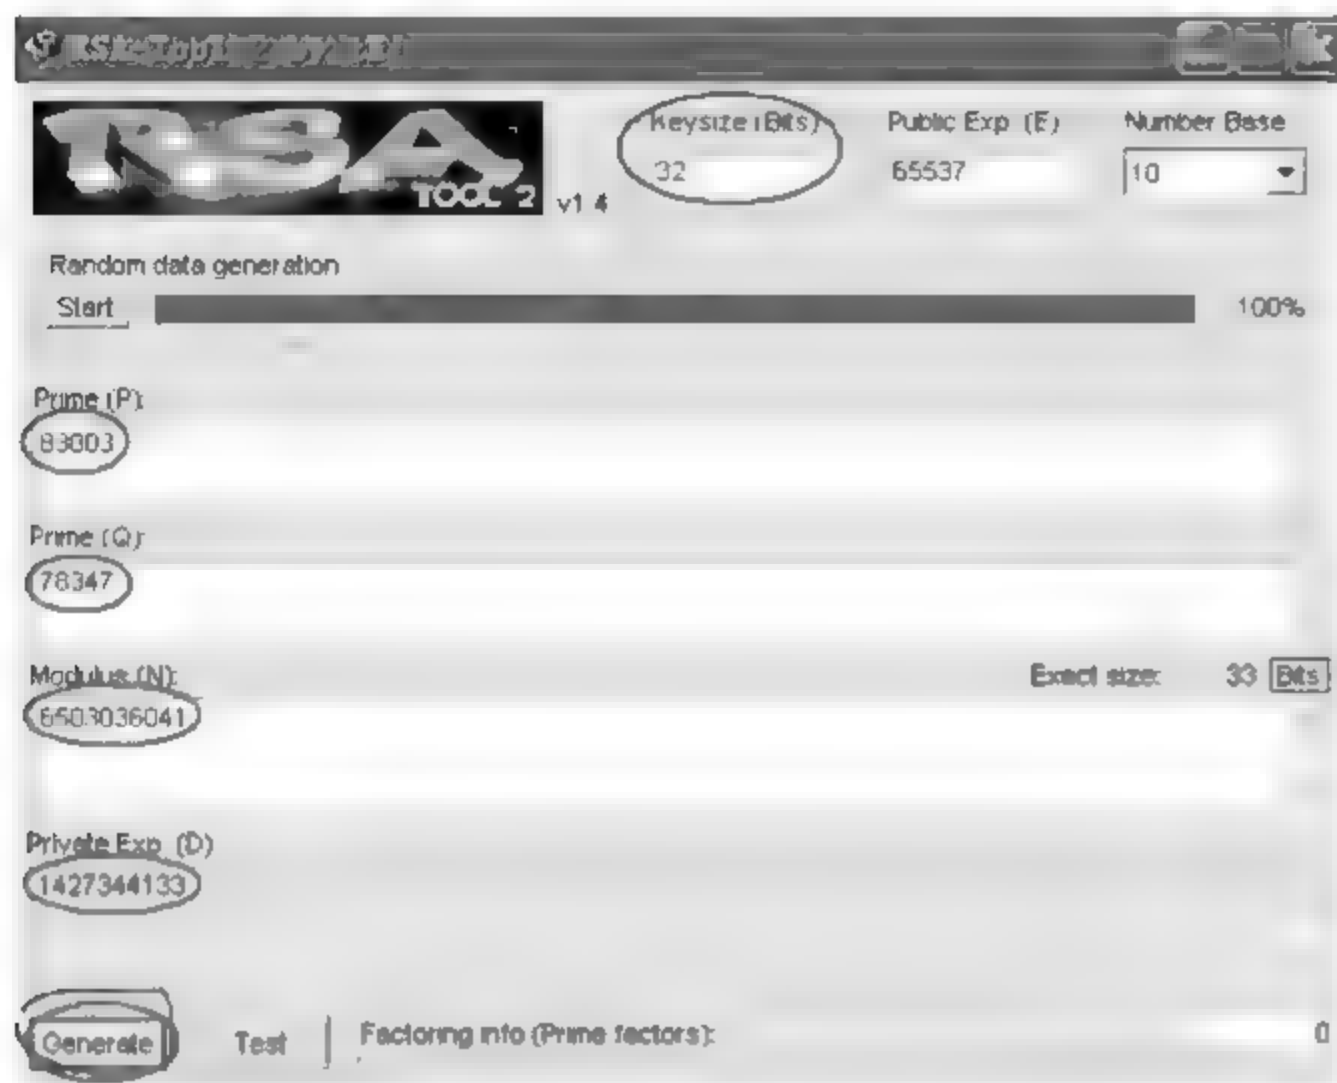 RSA
TOOL 2
v1.4
Keysize (Bits)
Public Exp. (E)
Number Base
32
65537
10
Random data generation
Start
100%
Prime (P):
83003
Prime (Q):
78347
Modulus (N):
Exact size:
33
Bits
6503036041
Private Exp. (D)
1427344133
Generate
Test
Factoring info (Prime factors):
0